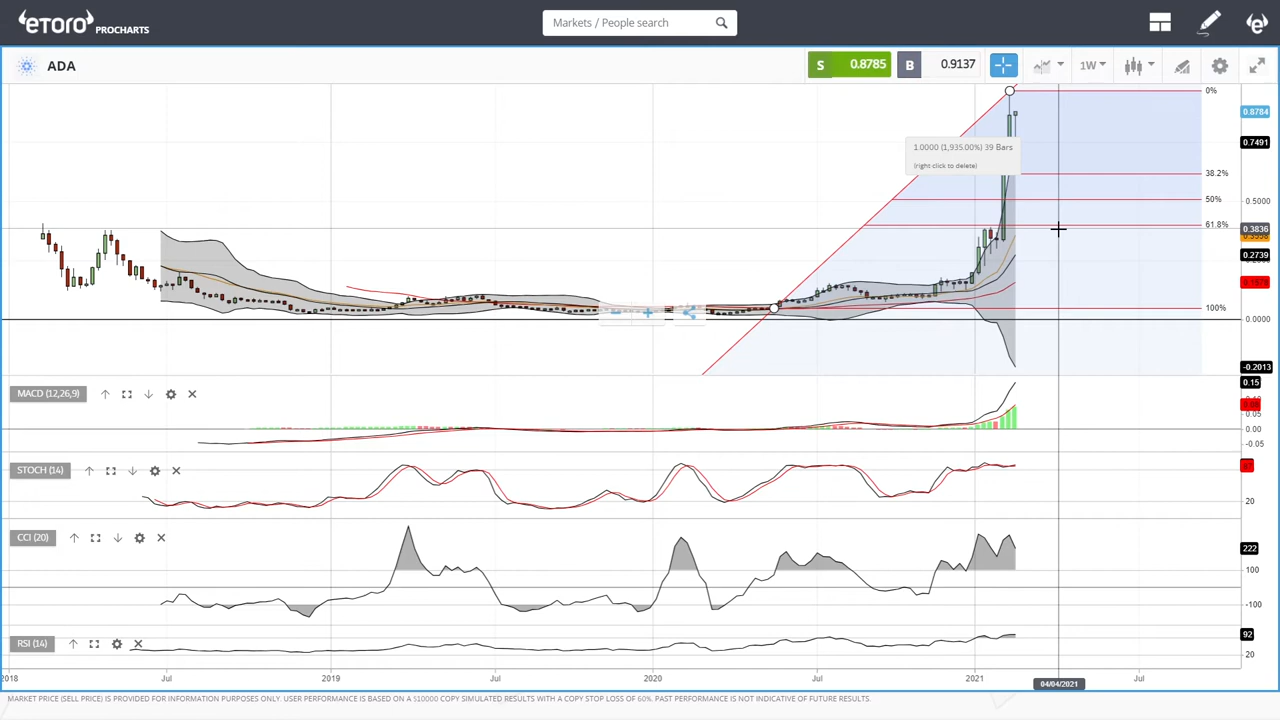 eToro PROCHARTS
Markets / People search
ADA
S 0.8785
B 0.9137
1W
0%
0.8784
1.0000 (1,935.00%) 39 Bars
(right-click to delete)
0.7491
38.2%
50%
0.5000
61.8%
0.3836
0.2739
0.1576
100%
0.0000
-0.2013
MACD (12,26,9)
0.15
0.05
0.00
-0.05
STOCH (14)
87
20
CCI (20)
222
100
-100
RSI (14)
92
20
2018 Jul 2019 Jul 2020 Jul 2021 Jul
04/04/2021
MARKET PRICE (SELL PRICE) IS PROVIDED FOR INFORMATION PURPOSES ONLY. USER PERFORMANCE IS BASED ON A $10000 COPY SIMULATED RESULTS WITH A COPY STOP LOSS OF 60%. PAST PERFORMANCE IS NOT INDICATIVE OF FUTURE RESULTS.